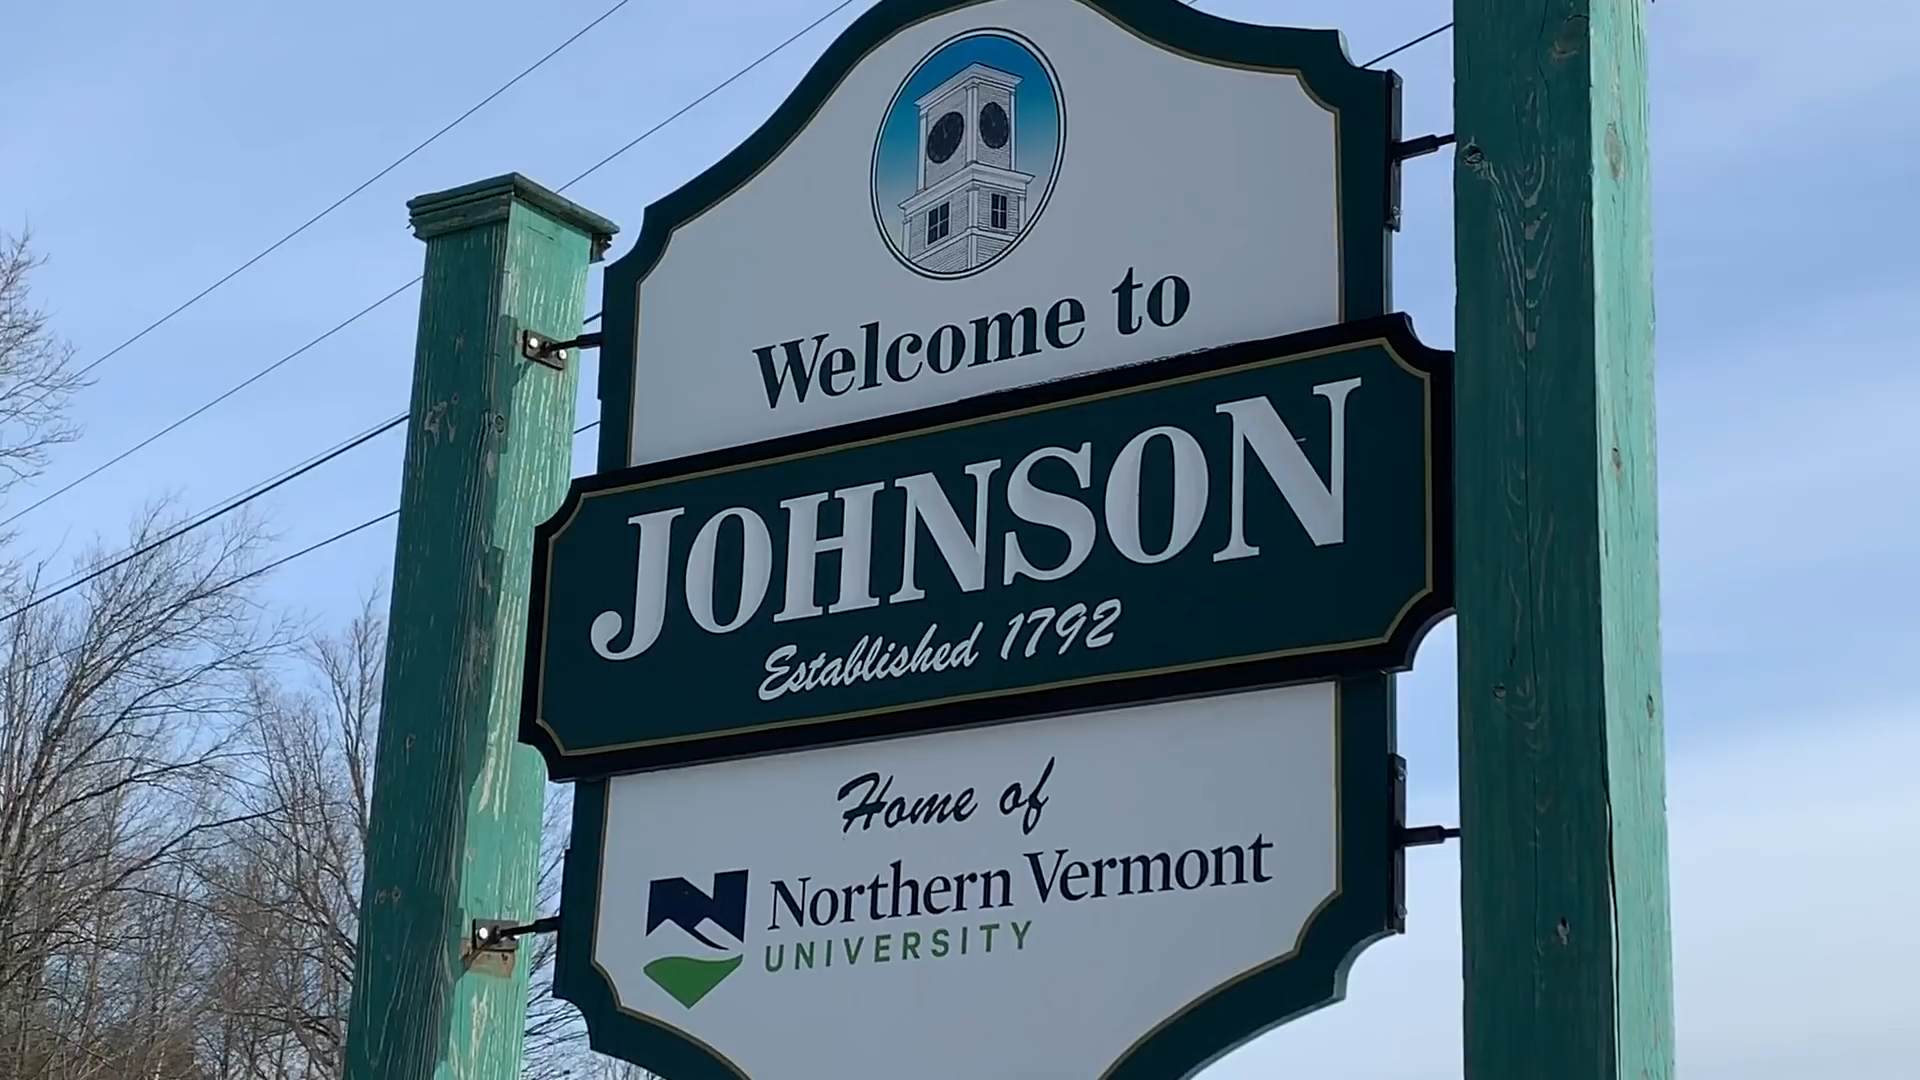 Welcome to
JOHNSON
Established 1792
Home of
Northern Vermont
UNIVERSITY